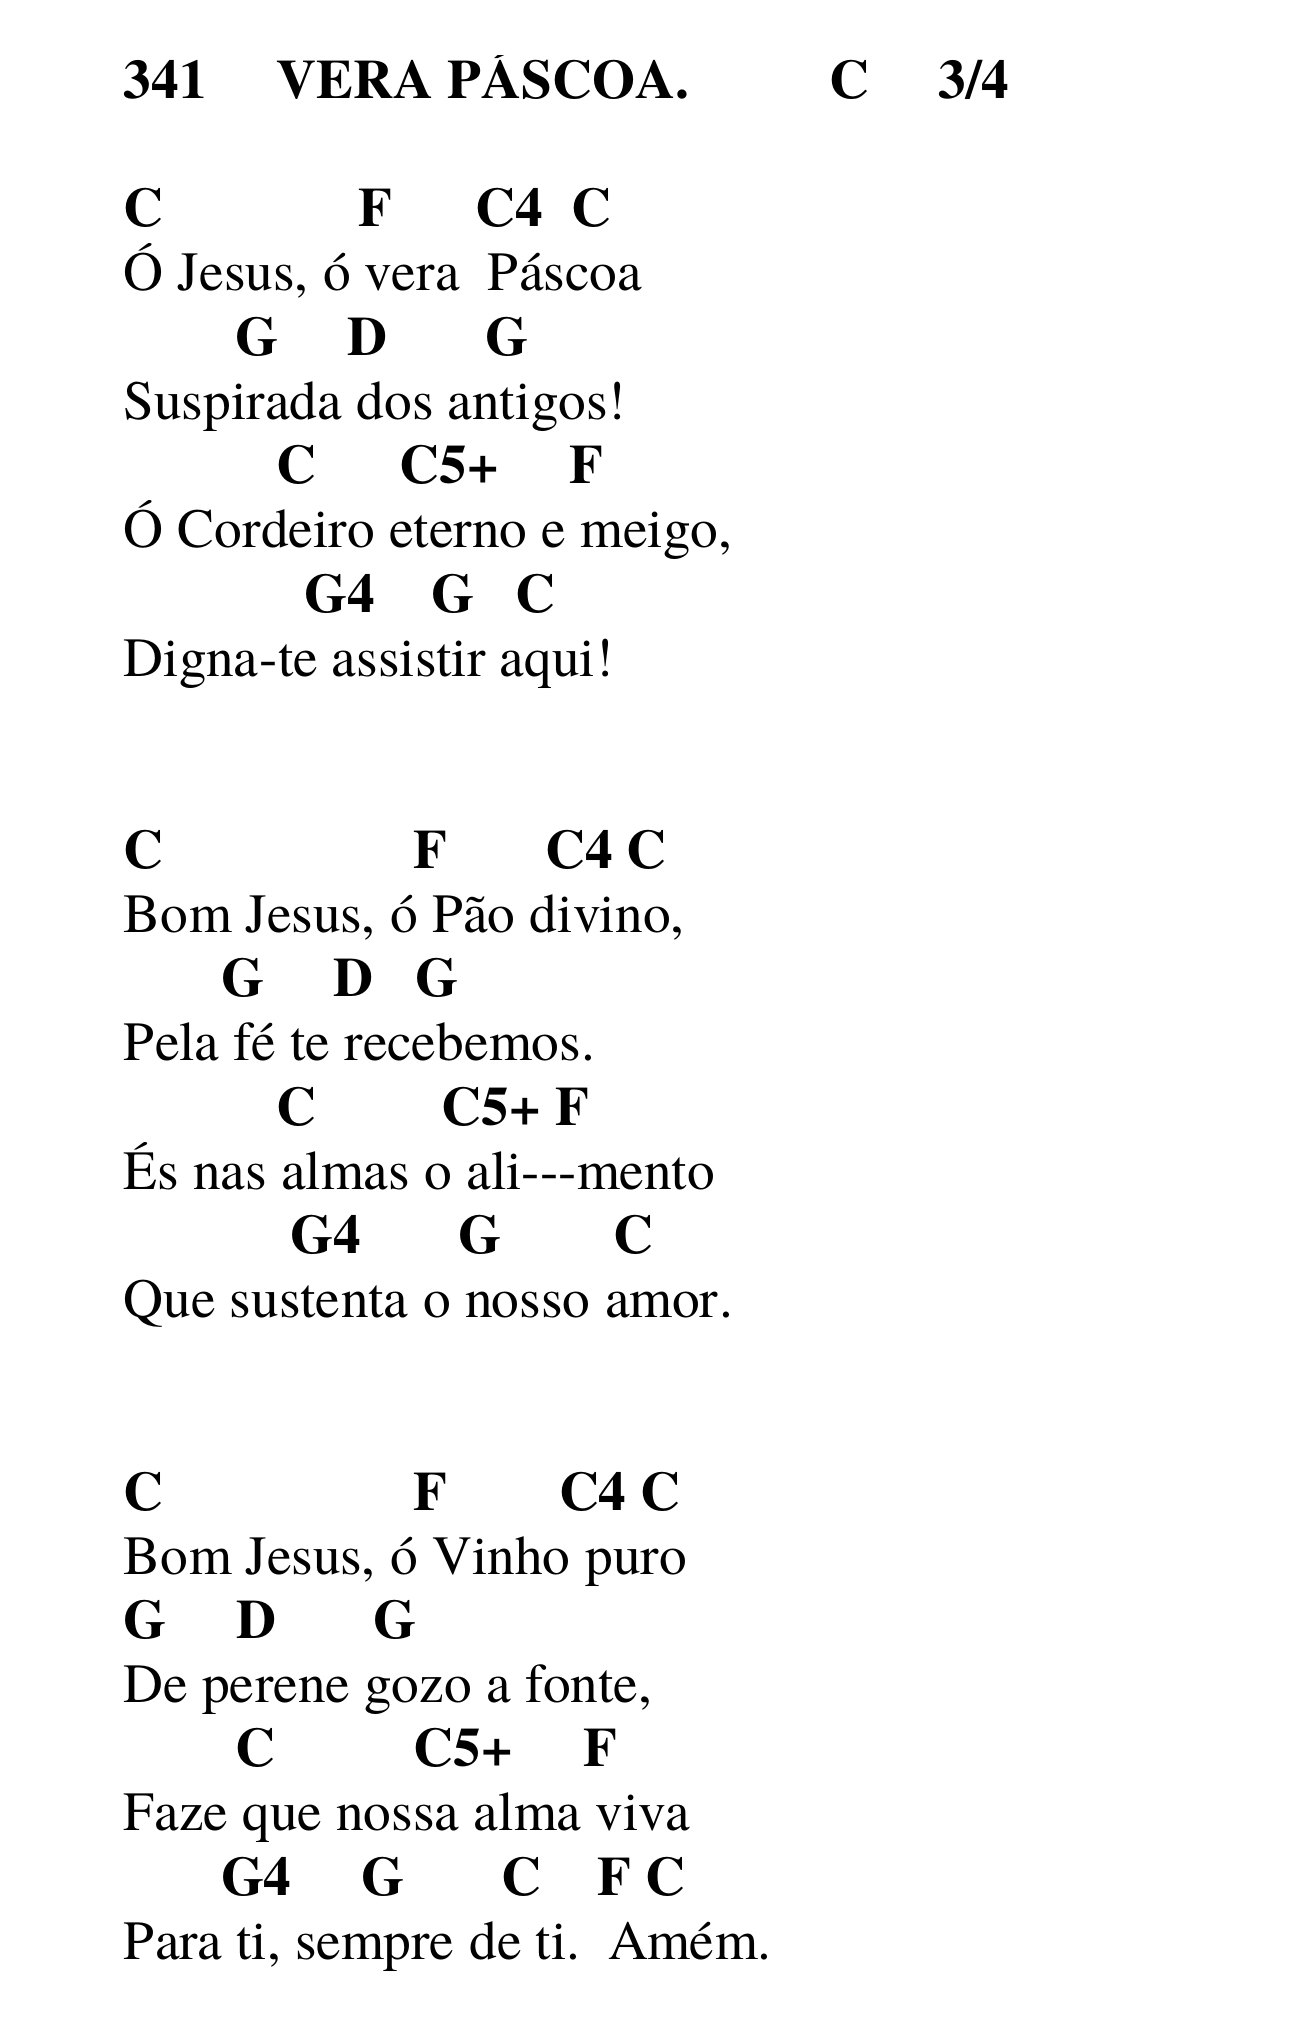 341 VERA PÁSCOA. C 3/4
C F C4 C
Ó Jesus, ó vera Páscoa
G D G
Suspirada dos antigos!
C C5+ F
Ó Cordeiro eterno e meigo,
G4 G C
Digna-te assistir aqui!
C F C4 C
Bom Jesus, ó Pão divino,
G D G
Pela fé te recebemos.
C C5+ F
És nas almas o ali---mento
G4 G C
Que sustenta o nosso amor.
C F C4 C
Bom Jesus, ó Vinho puro
G D G
De perene gozo a fonte,
C C5+ F
Faze que nossa alma viva
G4 G C F C
Para ti, sempre de ti. Amém.